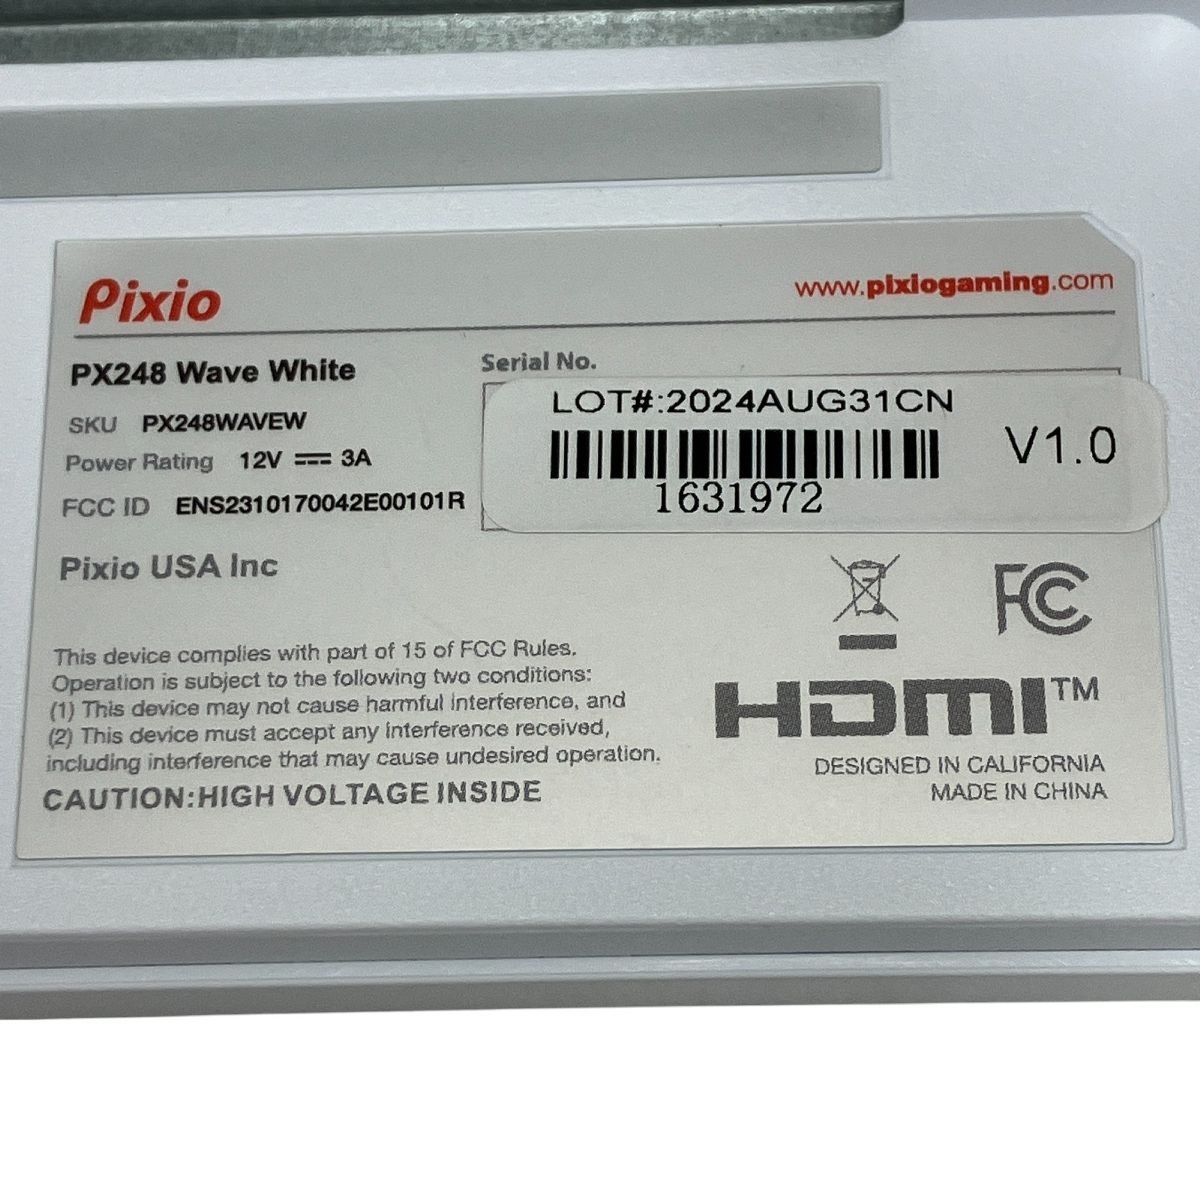 Pixio
www.pixiogaming.com
PX248 Wave White
Serial No.
SKU PX248WAVEW
LOT#:2024AUG31CN
V1.0
Power Rating 12V ⎓ 3A
1631972
FCC ID ENS2310170042E00101R
Pixio USA Inc
FC
This device complies with part of 15 of FCC Rules.
Operation is subject to the following two conditions:
(1) This device may not cause harmful interference, and
(2) This device must accept any interference received,
including interference that may cause undesired operation.
CAUTION:HIGH VOLTAGE INSIDE
HDMI™
DESIGNED IN CALIFORNIA
MADE IN CHINA